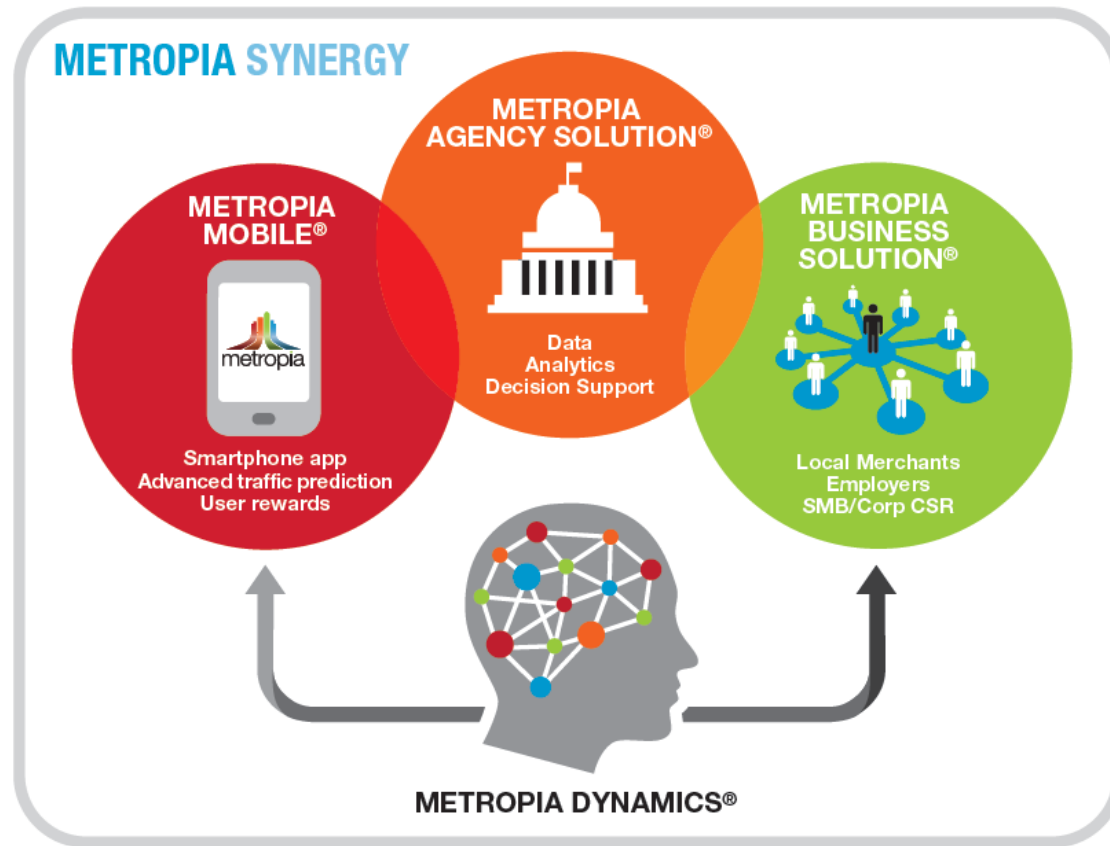 METROPIA SYNERGY
METROPIA
AGENCY SOLUTION®
Data
Analytics
Decision Support
METROPIA
MOBILE®
metropia
Smartphone app
Advanced traffic prediction
User rewards
METROPIA
BUSINESS
SOLUTION®
Local Merchants
Employers
SMB/Corp CSR
METROPIA DYNAMICS®